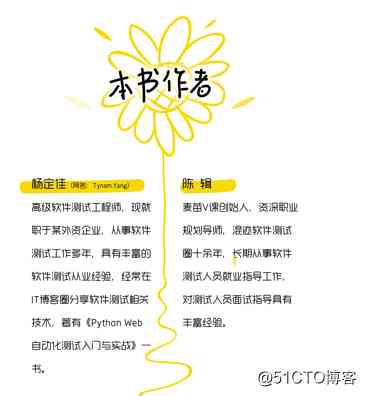 本书作者
杨定佳（网名：Tynam Yang）
高级软件测试工程师，现就
职于某外资企业，从事软件
测试工作多年，具有丰富的
软件测试从业经验，经常在
IT博客圈分享软件测试相关
技术，著有《Python Web
自动化测试入门与实战》一
书。
陈 辑
麦苗V课创始人，资深职业
规划导师，混迹软件测试
圈十余年，长期从事软件
测试人员就业指导工作，
对测试人员面试指导具有
丰富经验。
@51CTO博客